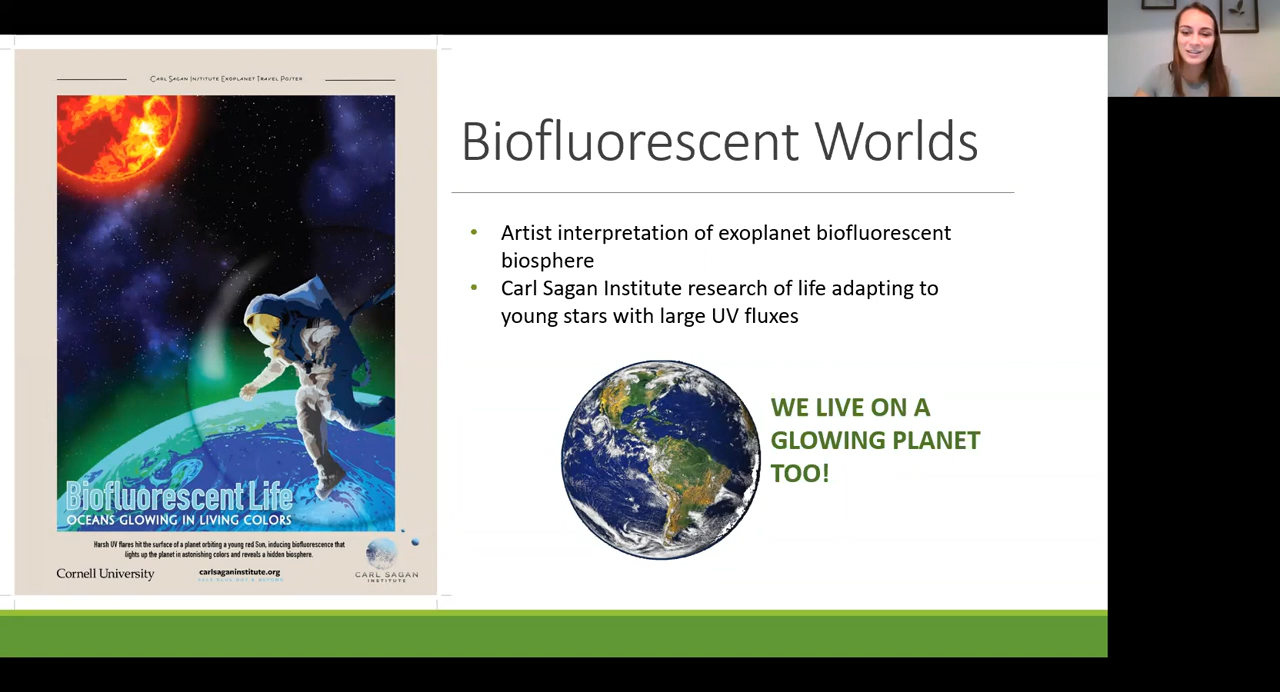 Carl Sagan Institute Exoplanet Travel Poster
Biofluorescent Life
OCEANS GLOWING IN LIVING COLORS
Harsh UV flares hit the surface of a planet orbiting a young red Sun, inducing biofluorescence that
lights up the planet in astonishing colors and reveals a hidden biosphere.
Cornell University
carlsaganinstitute.org
CARL SAGAN
INSTITUTE
Biofluorescent Worlds
• Artist interpretation of exoplanet biofluorescent
biosphere
• Carl Sagan Institute research of life adapting to
young stars with large UV fluxes
WE LIVE ON A
GLOWING PLANET
TOO!